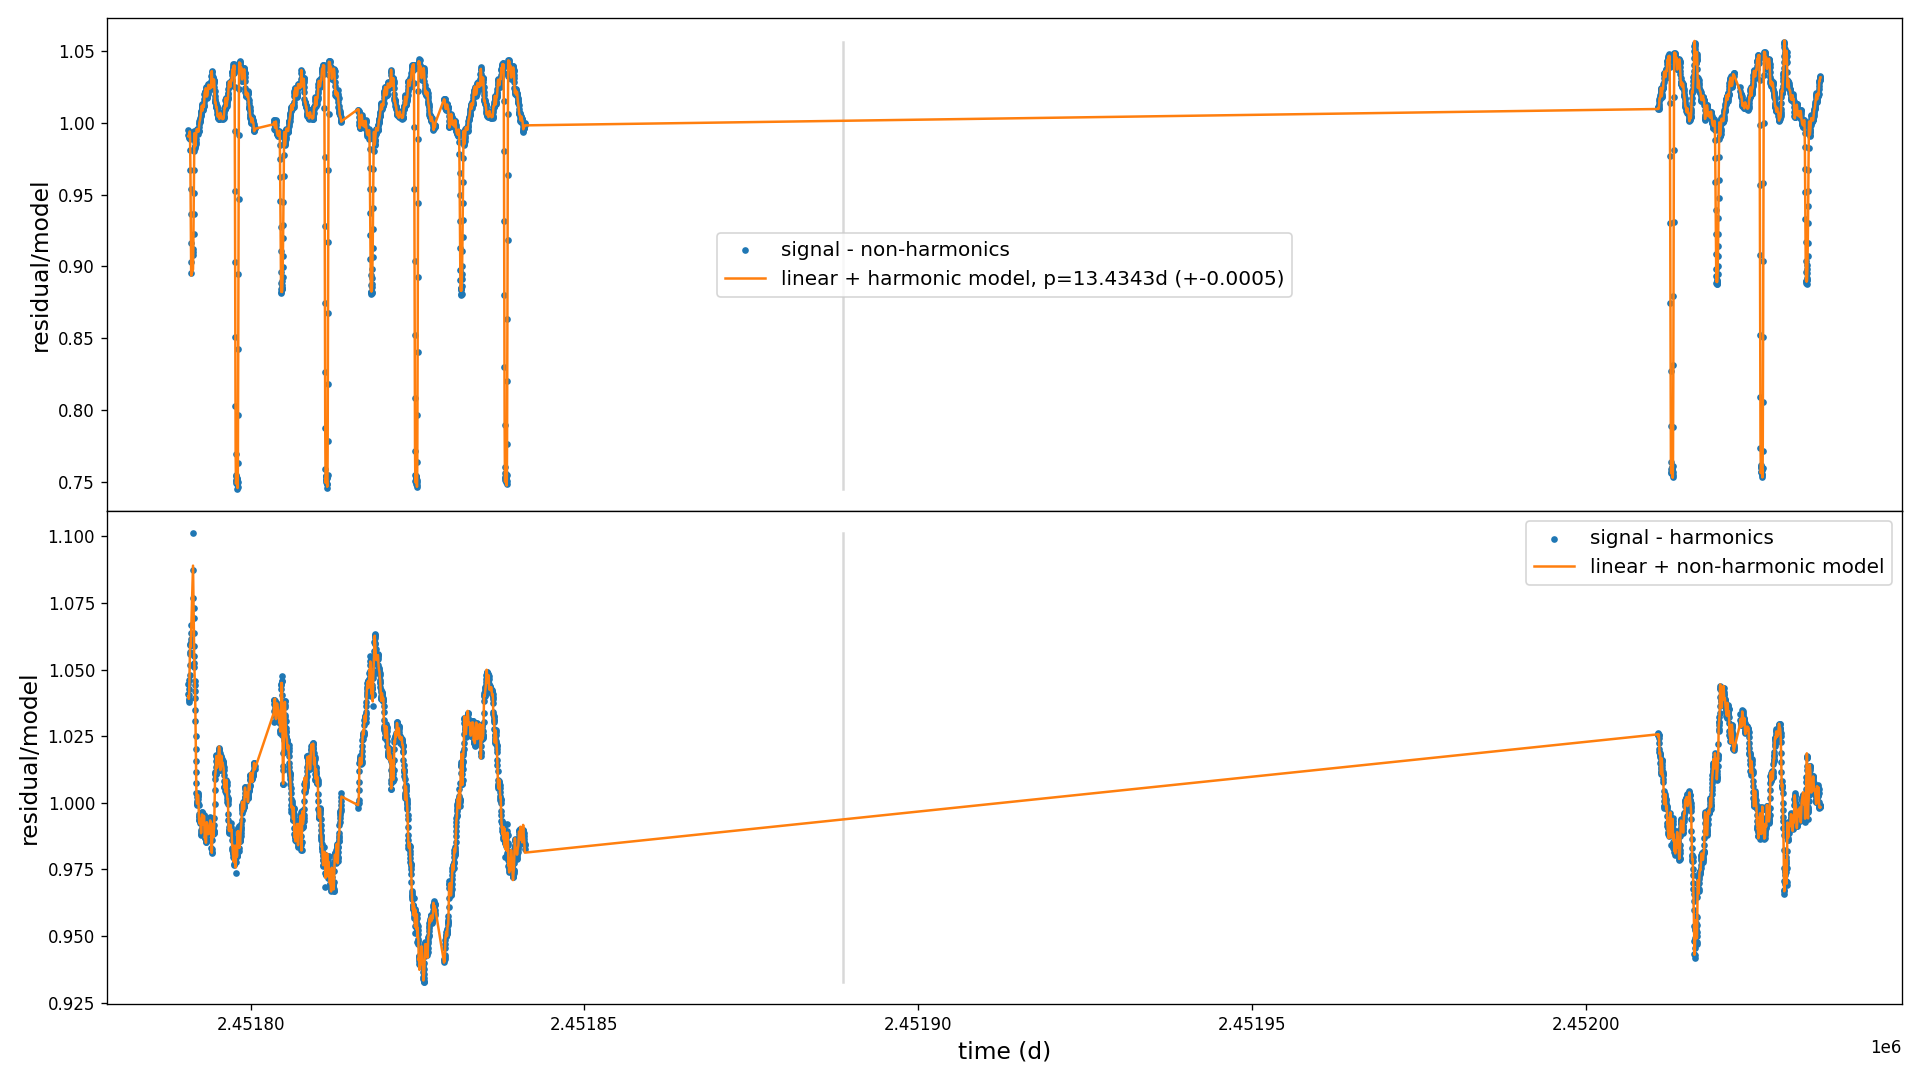 1.05
1.00
0.95
0.90
0.85
0.80
0.75
residual/model
signal - non-harmonics
linear + harmonic model, p=13.4343d (+-0.0005)
1.100
1.075
1.050
1.025
1.000
0.975
0.950
0.925
residual/model
signal - harmonics
linear + non-harmonic model
2.45180
2.45185
2.45190
2.45195
2.45200
1e6
time (d)